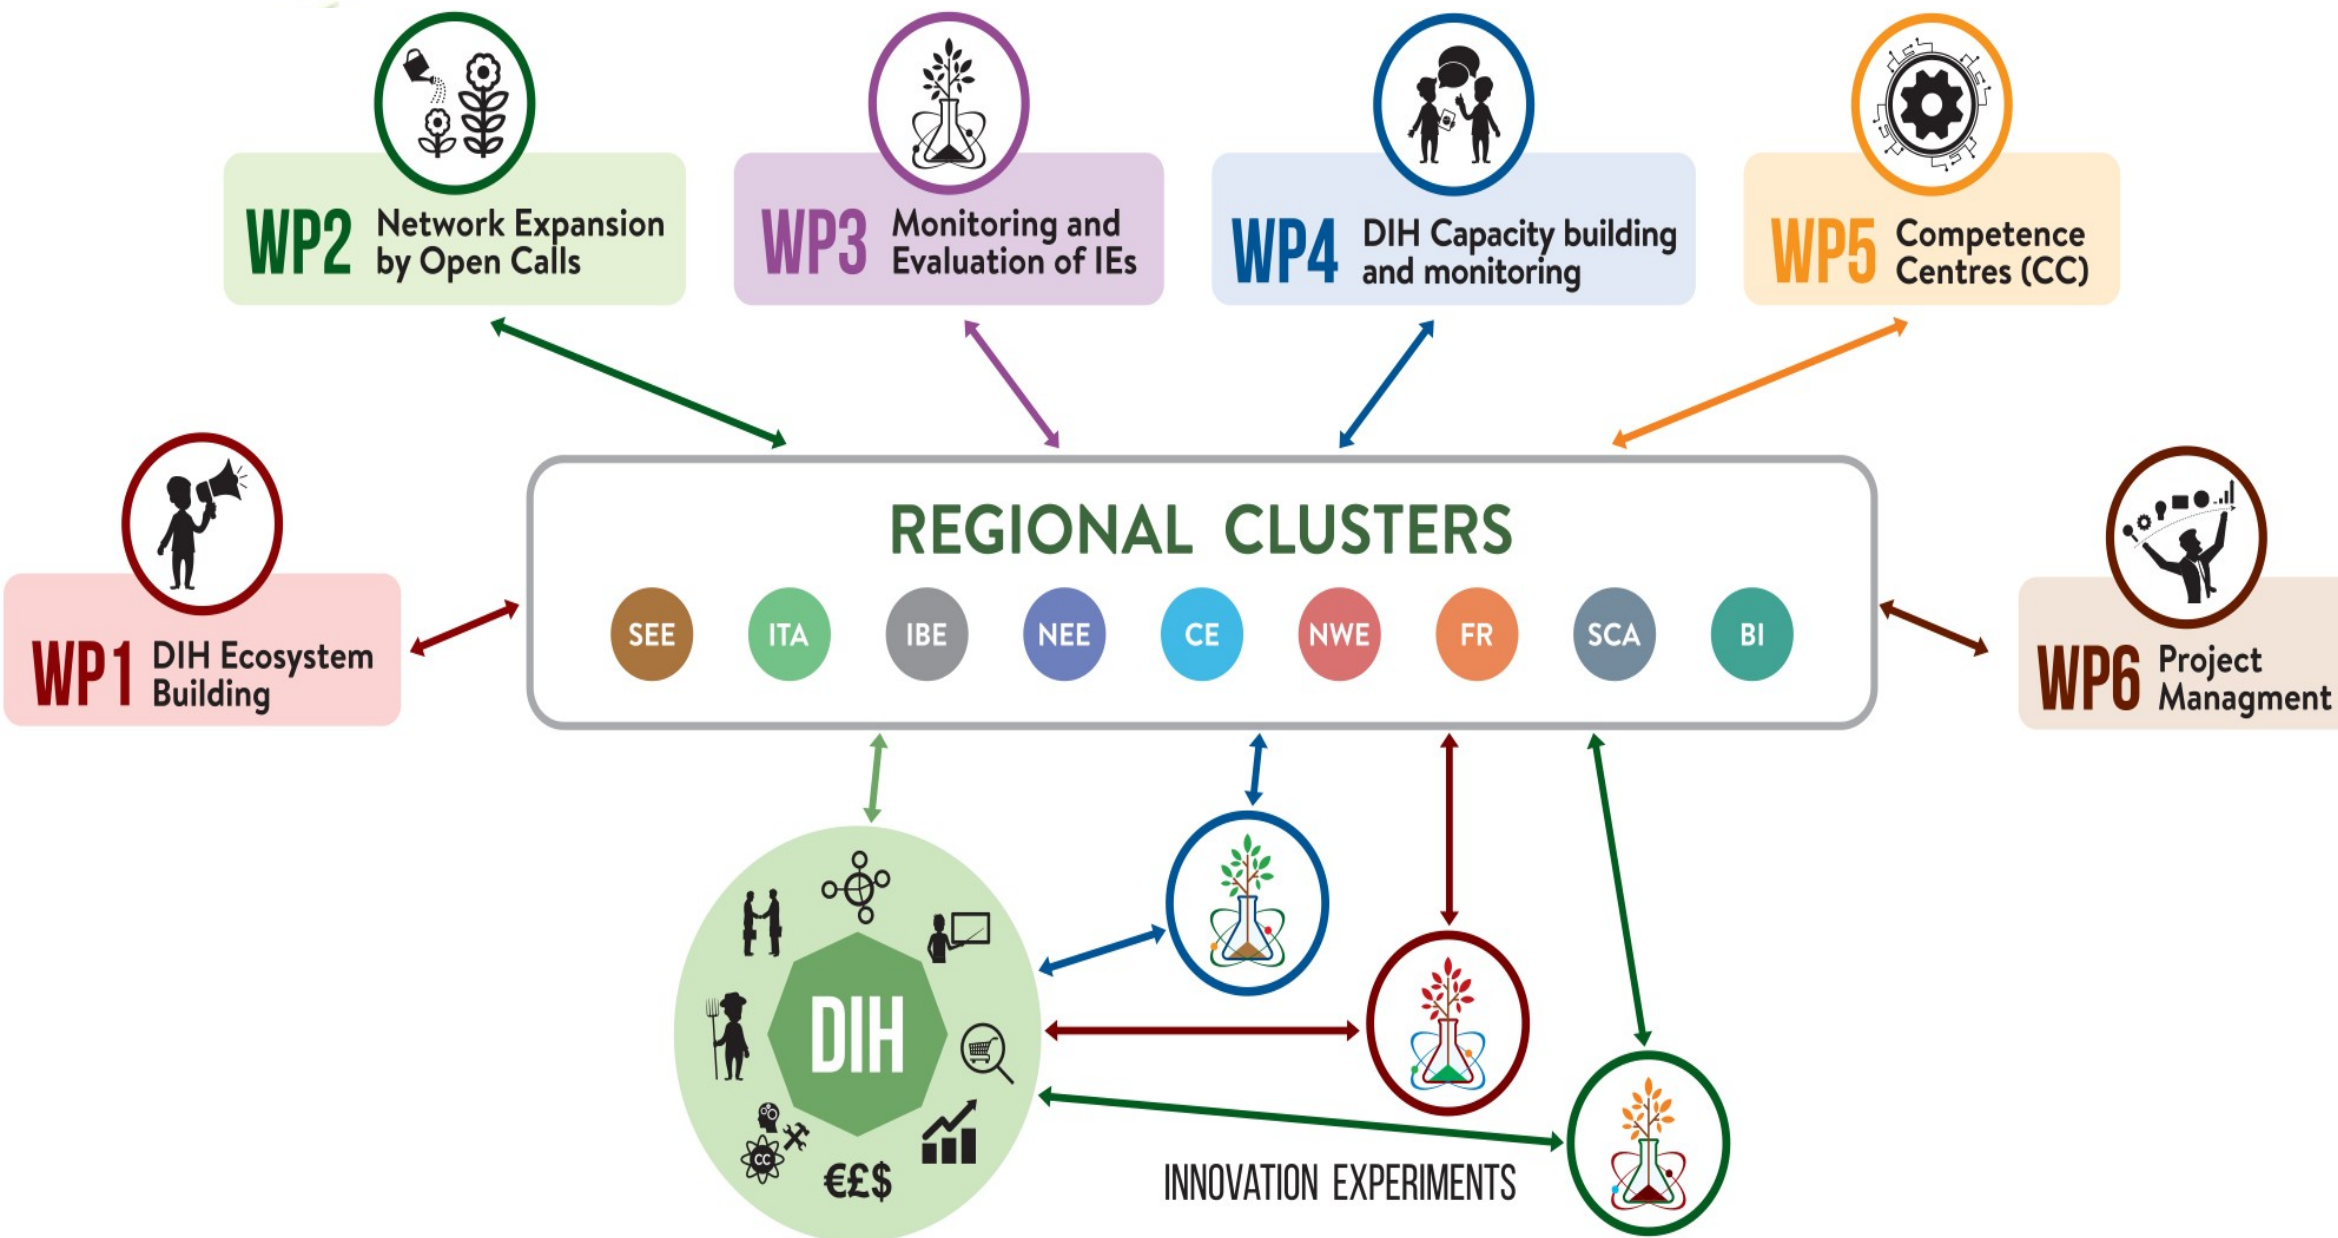 WP2 Network Expansion
by Open Calls
WP3 Monitoring and
Evaluation of IEs
WP4 DIH Capacity building
and monitoring
WP5 Competence
Centres (CC)
WP1 DIH Ecosystem
Building
REGIONAL CLUSTERS
SEE ITA IBE NEE CE NWE FR SCA BI
WP6 Project
Managment
DIH
CC
€£$
INNOVATION EXPERIMENTS